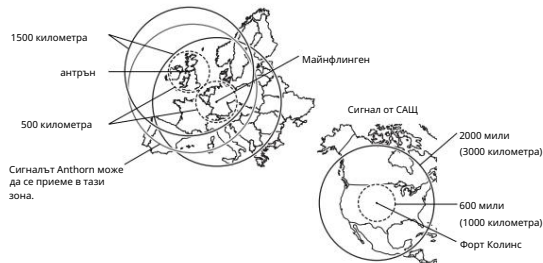 1500 километра
антрън
500 километра
Сигналът Anthorn може
да се приеме в тази
зона.
Майнфлинген
Сигнал от САЩ
2000 мили
(3000 километра)
600 мили
(1000 километра)
Форт Колинс